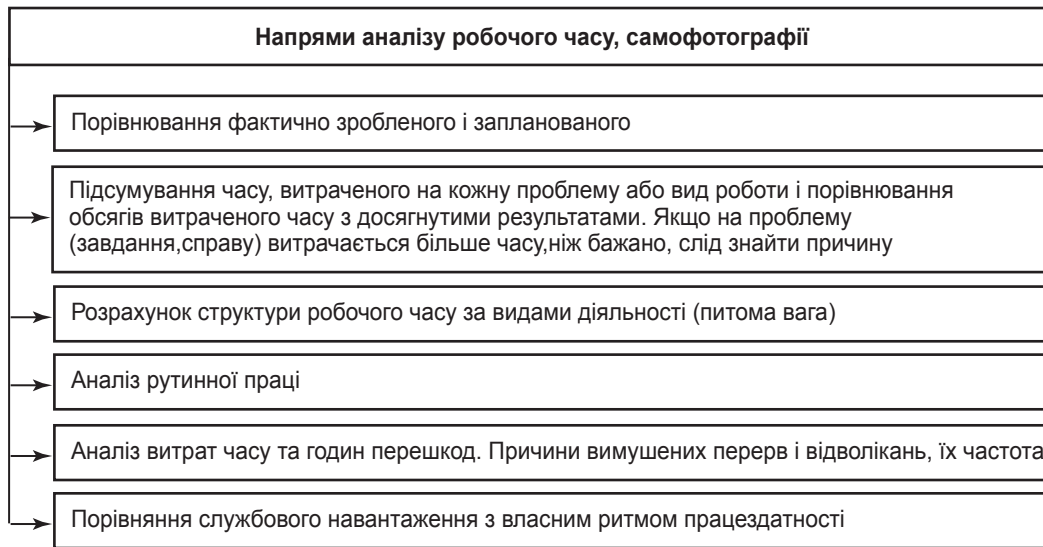 Напрями аналізу робочого часу, самофотографії
Порівнювання фактично зробленого і запланованого
Підсумування часу, витраченого на кожну проблему або вид роботи і порівнювання
обсягів витраченого часу з досягнутими результатами. Якщо на проблему
(завдання,справу) витрачається більше часу,ніж бажано, слід знайти причину
Розрахунок структури робочого часу за видами діяльності (питома вага)
Аналіз рутинної праці
Аналіз витрат часу та годин перешкод. Причини вимушених перерв і відволікань, їх частота
Порівняння службового навантаження з власним ритмом працездатності